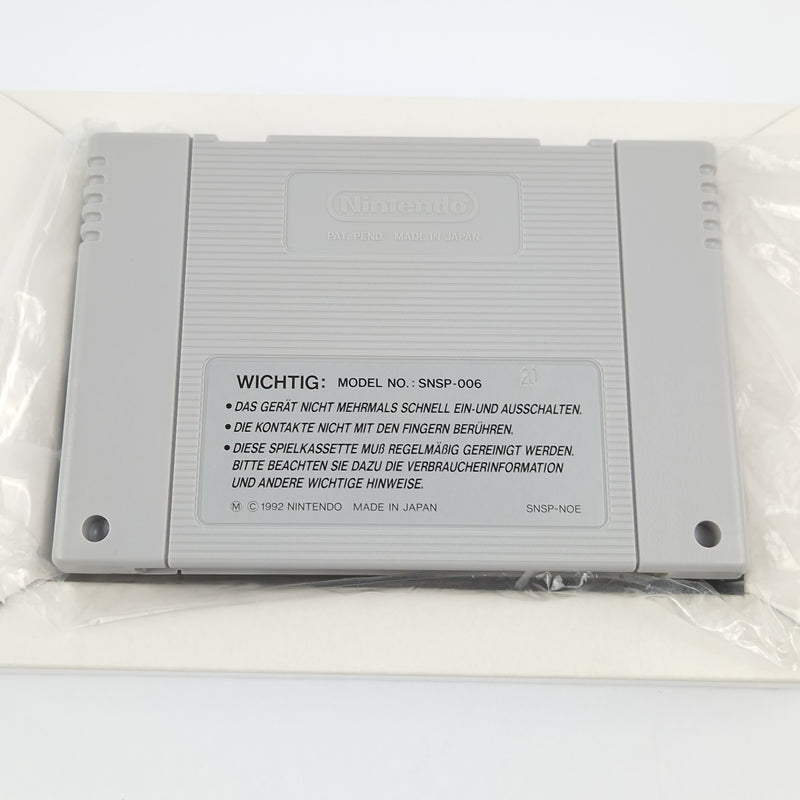 Nintendo
PAT. PEND. MADE IN JAPAN
WICHTIG: MODEL NO.: SNSP-006 21
• DAS GERÄT NICHT MEHRMALS SCHNELL EIN-UND AUSSCHALTEN.
• DIE KONTAKTE NICHT MIT DEN FINGERN BERÜHREN.
• DIESE SPIELKASSETTE MUß REGELMÄßIG GEREINIGT WERDEN.
BITTE BEACHTEN SIE DAZU DIE VERBRAUCHERINFORMATION
UND ANDERE WICHTIGE HINWEISE.
Ⓜ © 1992 NINTENDO MADE IN JAPAN SNSP-NOE